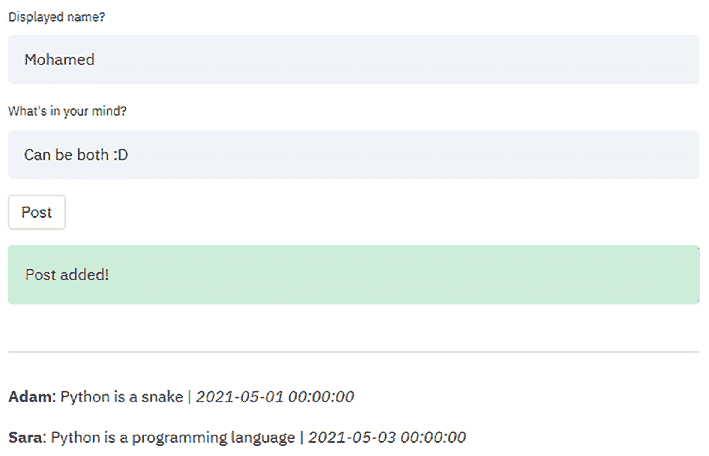 Displayed name?
Mohamed
What's in your mind?
Can be both :D
Post
Post added!
Adam: Python is a snake | 2021-05-01 00:00:00
Sara: Python is a programming language | 2021-05-03 00:00:00